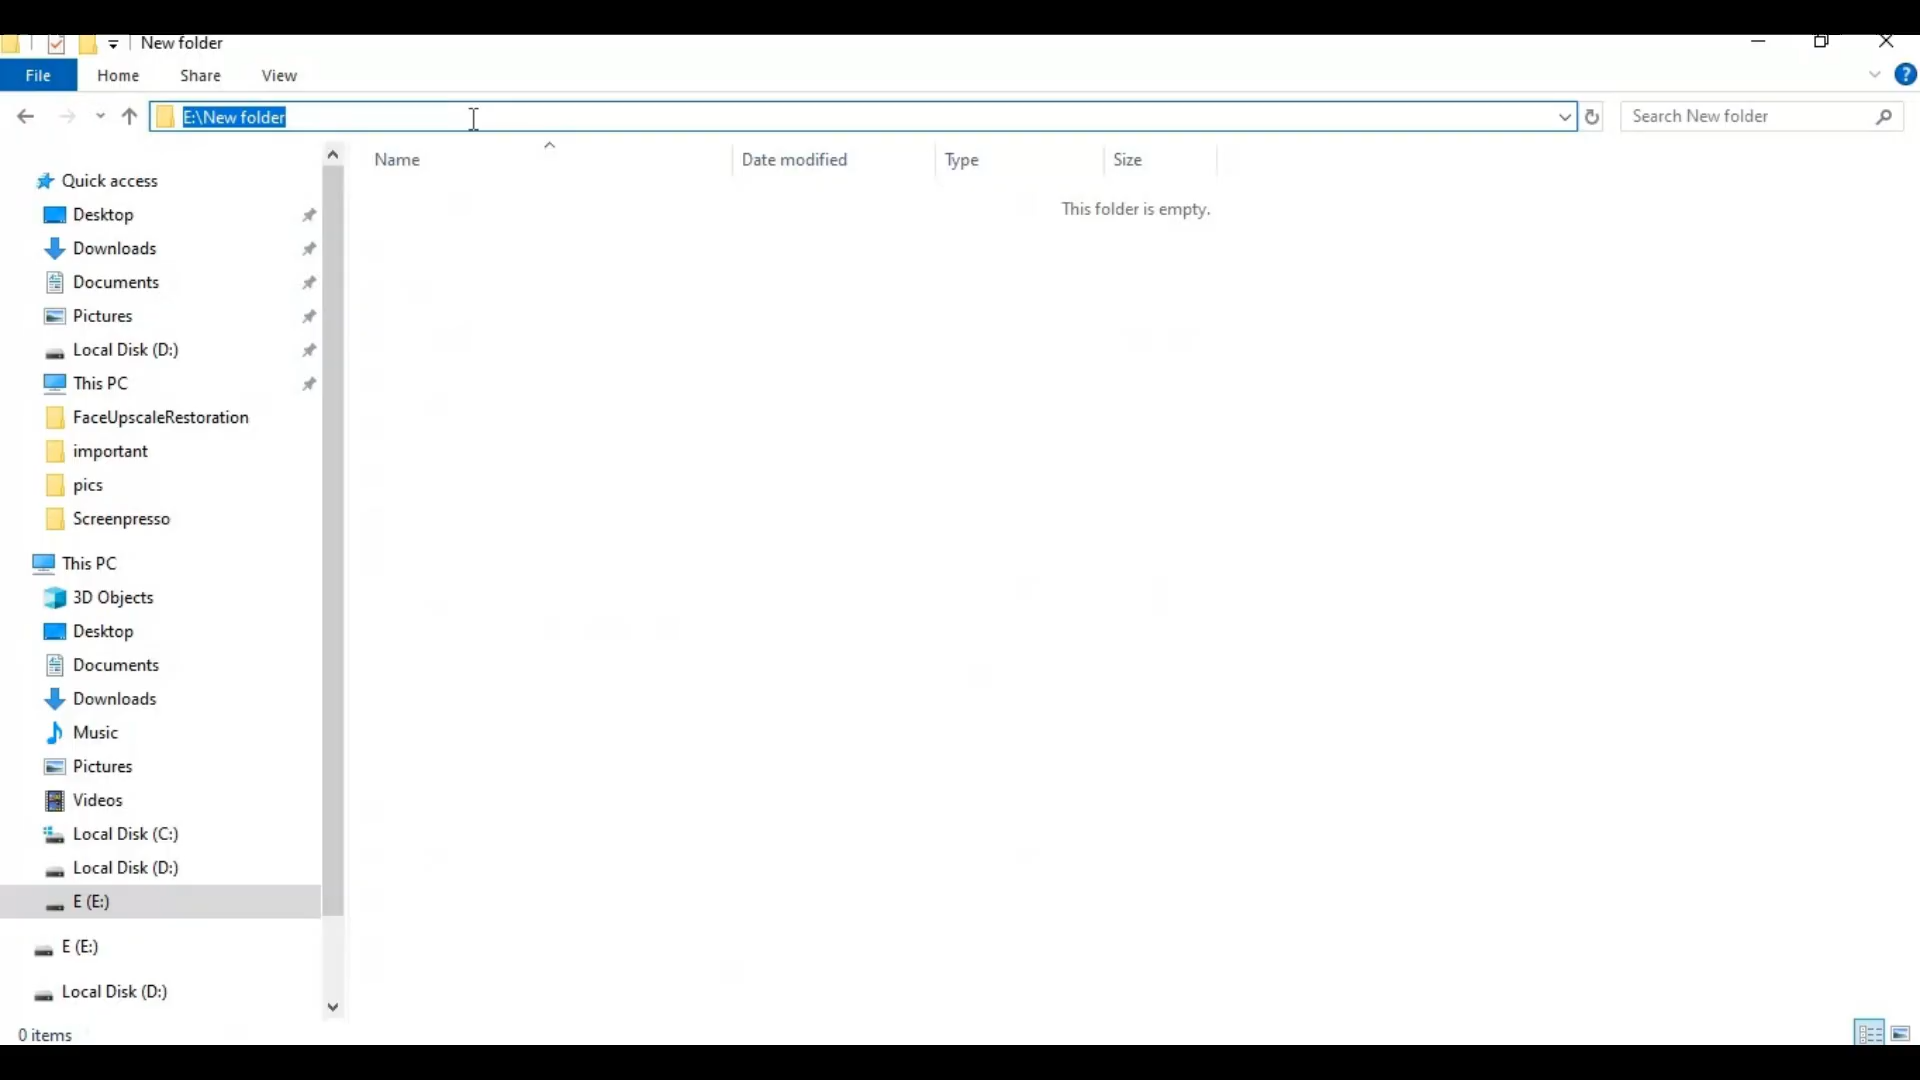 New folder
File Home Share View
E:\New folder
Search New folder
Name Date modified Type Size
This folder is empty.
Quick access
Desktop
Downloads
Documents
Pictures
Local Disk (D:)
This PC
FaceUpscaleRestoration
important
pics
Screenpresso
This PC
3D Objects
Desktop
Documents
Downloads
Music
Pictures
Videos
Local Disk (C:)
Local Disk (D:)
E (E:)
E (E:)
Local Disk (D:)
0 items